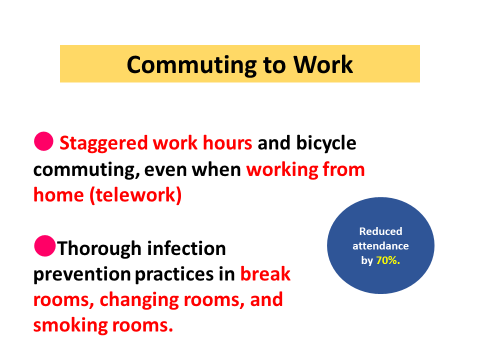 Commuting to Work
Staggered work hours and bicycle
commuting, even when working from
home (telework)
Thorough infection
prevention practices in break
rooms, changing rooms, and
smoking rooms.
Reduced
attendance
by 70%.